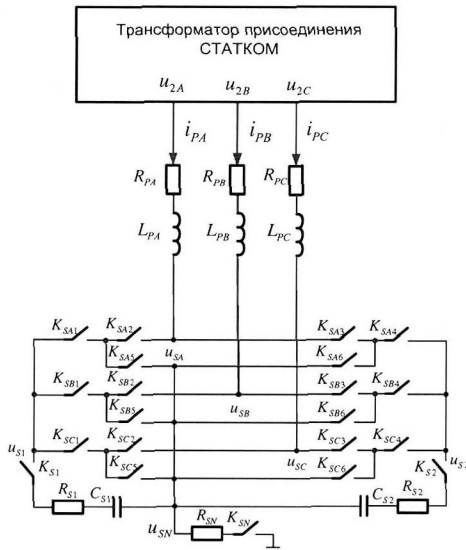 Трансформатор присоединения
СТАТКОМ
u2A u2B u2C
iPA iPB iPC
RPA RPB RPC
LPA LPB LPC
KSA1 KSA2 KSA3 KSA4
KSA5 uSA KSA6
KSB1 KSB2 KSB3 KSB4
KSB5 uSB KSB6
KSC1 KSC2 KSC3 KSC4
uS1 KS1 KSC5 uSC KSC6 KS2
RS1 CS1 CS2 RS2
uSN RSN KSN